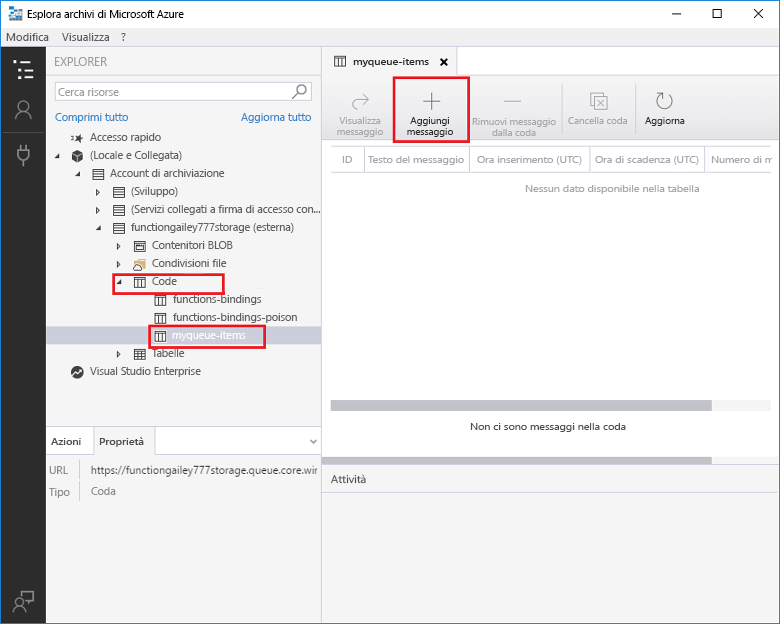 Esplora archivi di Microsoft Azure
Modifica Visualizza ?
EXPLORER
Cerca risorse
Comprimi tutto Aggiorna tutto
Accesso rapido
(Locale e Collegata)
Account di archiviazione
(Sviluppo)
(Servizi collegati a firma di accesso con...
functiongailey777storage (esterna)
Contenitori BLOB
Condivisioni file
Code
functions-bindings
functions-bindings-poison
myqueue-items
Tabelle
Visual Studio Enterprise
Azioni Proprietà
URL https://functiongailey777storage.queue.core.wir
Tipo Coda
myqueue-items
Visualizza
messaggio
Aggiungi
messaggio
Rimuovi messaggio
dalla coda
Cancella coda
Aggiorna
ID Testo del messaggio Ora inserimento (UTC) Ora di scadenza (UTC) Numero di m
Nessun dato disponibile nella tabella
Non ci sono messaggi nella coda
Attività